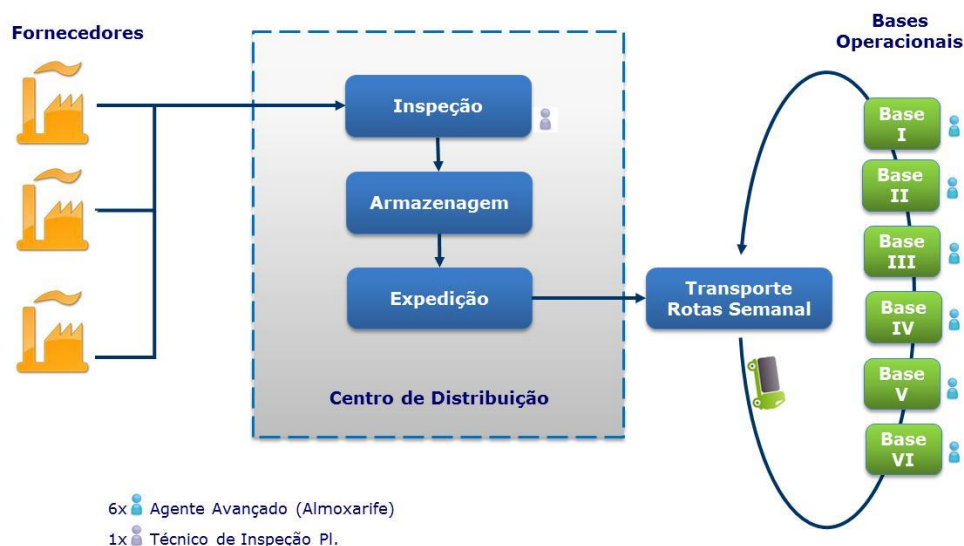 Fornecedores
Inspeção
Armazenagem
Expedição
Centro de Distribuição
Transporte
Rotas Semanal
Bases
Operacionais
Base
I
Base
II
Base
III
Base
IV
Base
V
Base
VI
6x Agente Avançado (Almoxarife)
1x Técnico de Inspeção Pl.